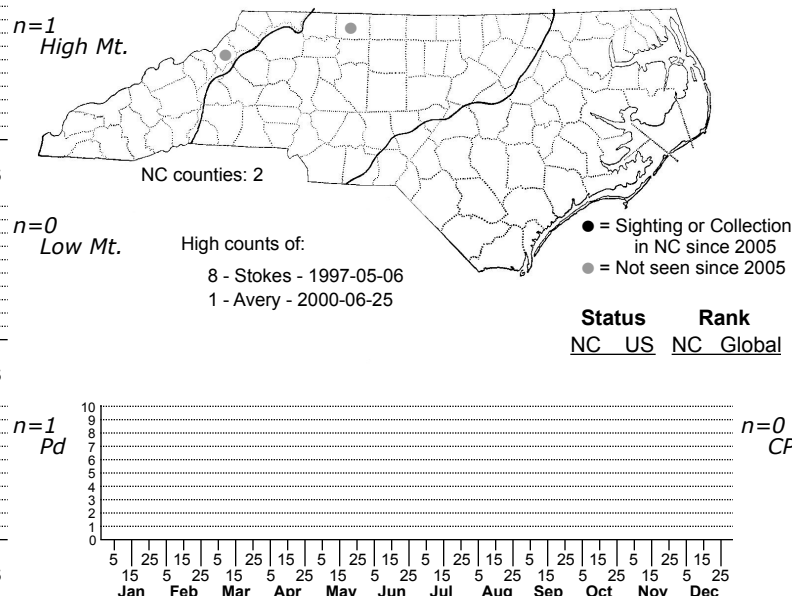 n=1
High Mt.
NC counties: 2
n=0
Low Mt.
High counts of:
8 - Stokes - 1997-05-06
1 - Avery - 2000-06-25
= Sighting or Collection
in NC since 2005
= Not seen since 2005
Status Rank
NC US NC Global
n=1
Pd
10
9
8
7
6
5
4
3
2
1
0
n=0
CP
5 25 15 5 25 15 5 25 15 5 25 15 5 25 15 5 25 15
15 5 25 15 5 25 15 5 25 15 5 25 15 5 25 15 5 25
Jan Feb Mar Apr May Jun Jul Aug Sep Oct Nov Dec